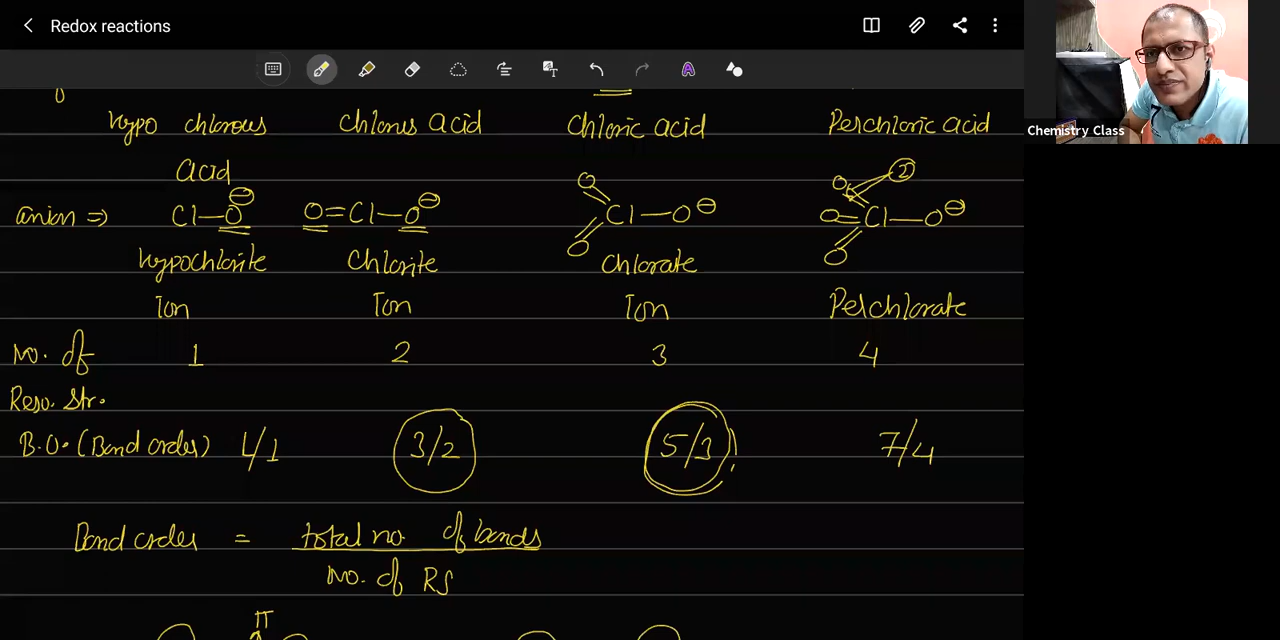 Redox reactions
Chemistry Class
hypo chlorous Chlorus acid Chloric acid Perchloric acid
Acid
anion ⇒ Cl–O⊖ O=Cl–O⊖ O O Cl–O⊖ O O= O Cl–O⊖ 2
hypochlorite Chlorite Chlorate Perchlorate
Ion Ion Ion
No. of 1 2 3 4
Reso. Str.
B.O. (Bond order) 1/1 3/2 5/3 7/4
Bond order = total no. of bonds
No. of RS
π